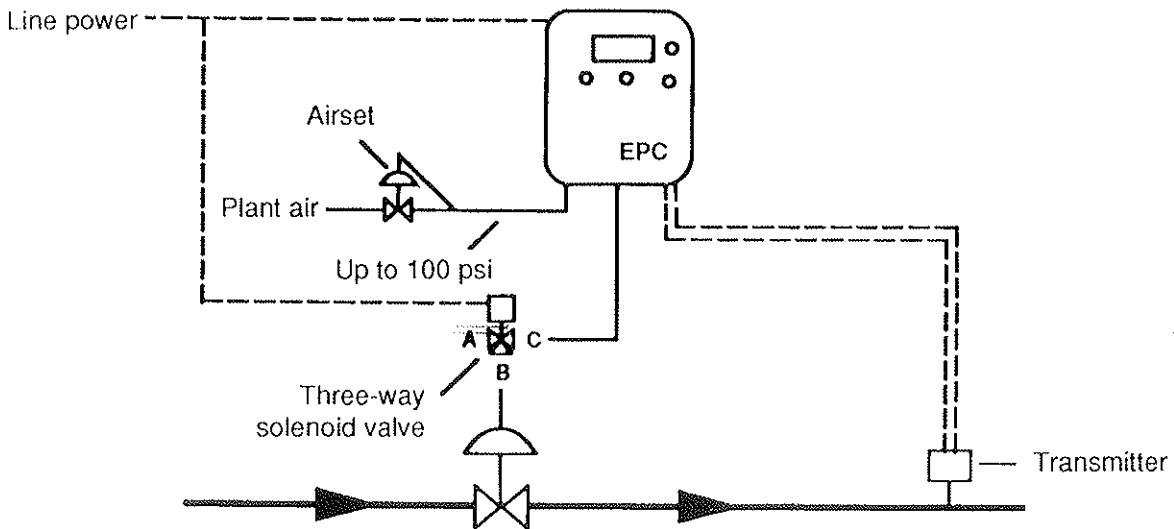 Line power
Airset
EPC
Plant air
Up to 100 psi
A
C
B
Three-way
solenoid valve
Transmitter